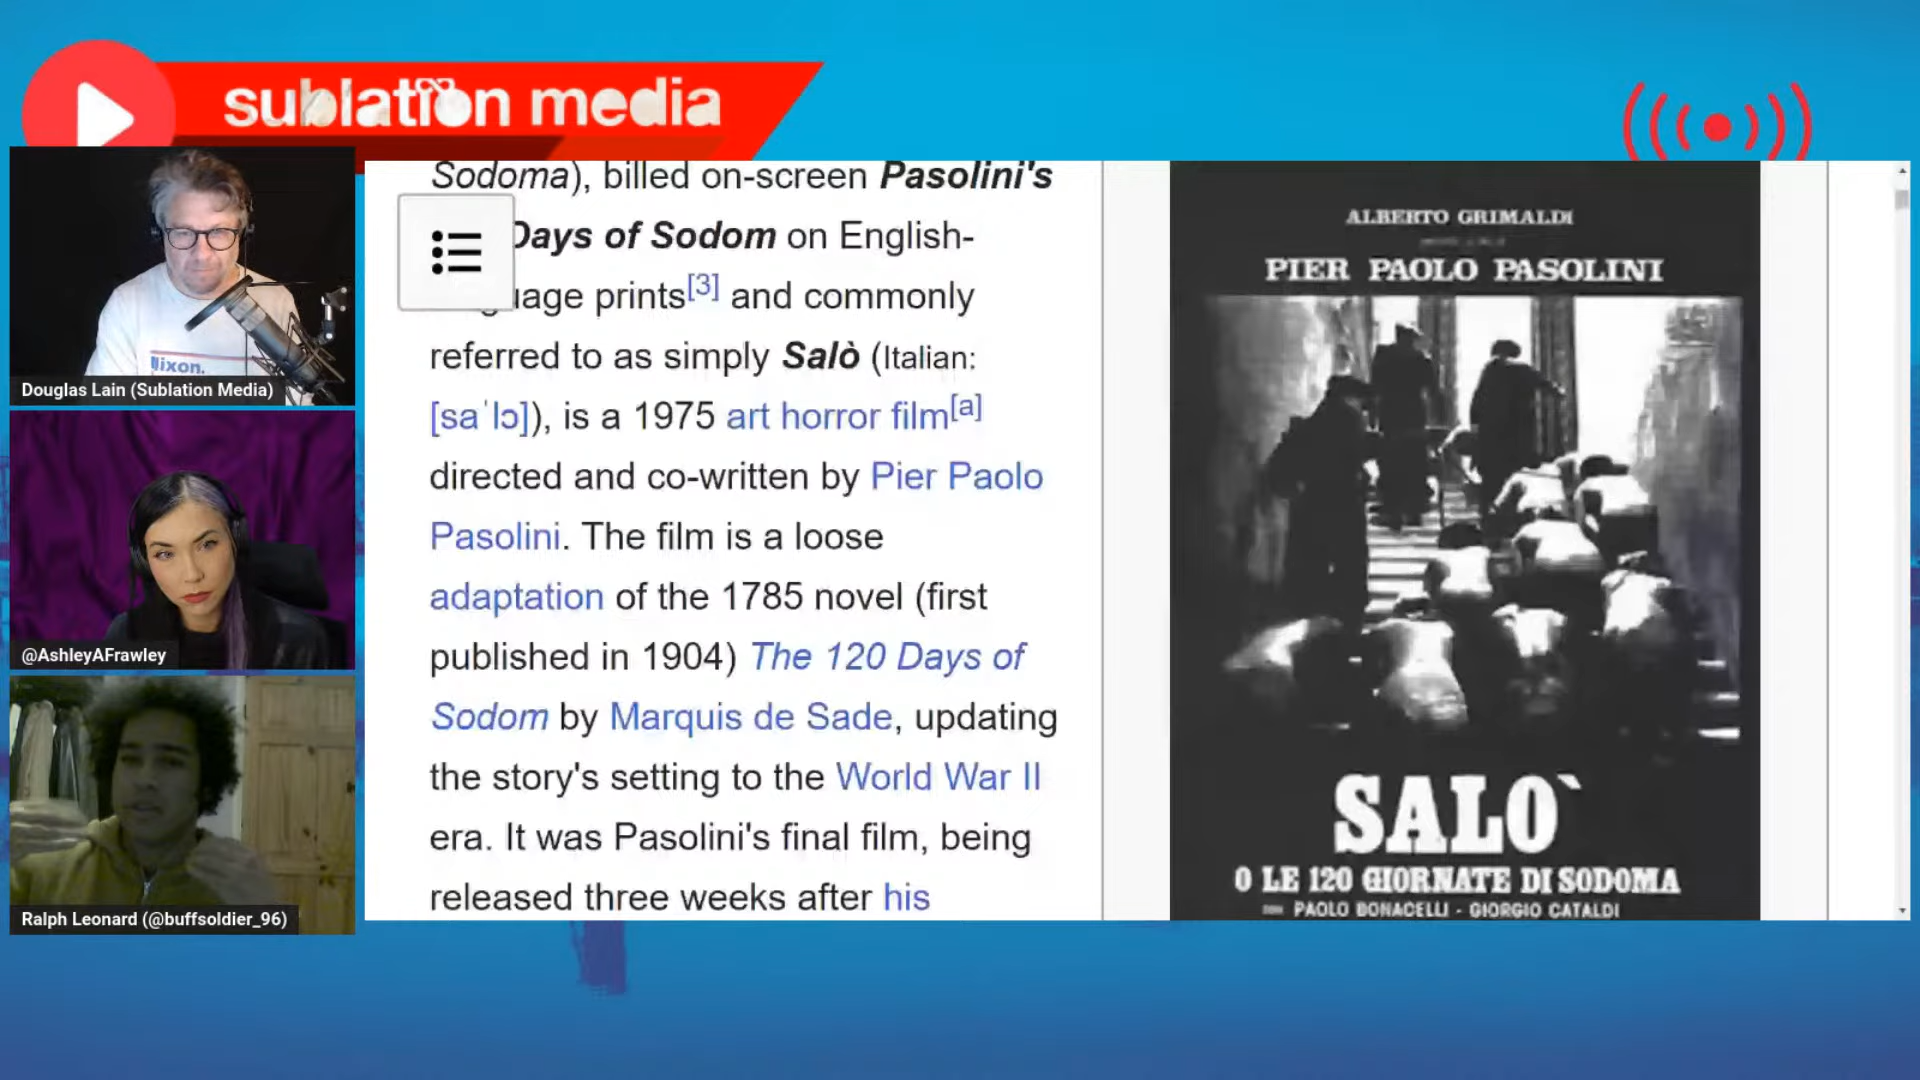 sublation media
Sodoma), billed on-screen Pasolini's
Days of Sodom on English-
guage prints[3] and commonly
referred to as simply Salò (Italian:
[saˈlɔ]), is a 1975 art horror film[a]
directed and co-written by Pier Paolo
Pasolini. The film is a loose
adaptation of the 1785 novel (first
published in 1904) The 120 Days of
Sodom by Marquis de Sade, updating
the story's setting to the World War II
era. It was Pasolini's final film, being
released three weeks after his
ALBERTO GRIMALDI
PIER PAOLO PASOLINI
SALO`
O LE 120 GIORNATE DI SODOMA
PAOLO BONACELLI - GIORGIO CATALDI
Nixon.
Douglas Lain (Sublation Media)
@AshleyAFrawley
Ralph Leonard (@buffsoldier_96)